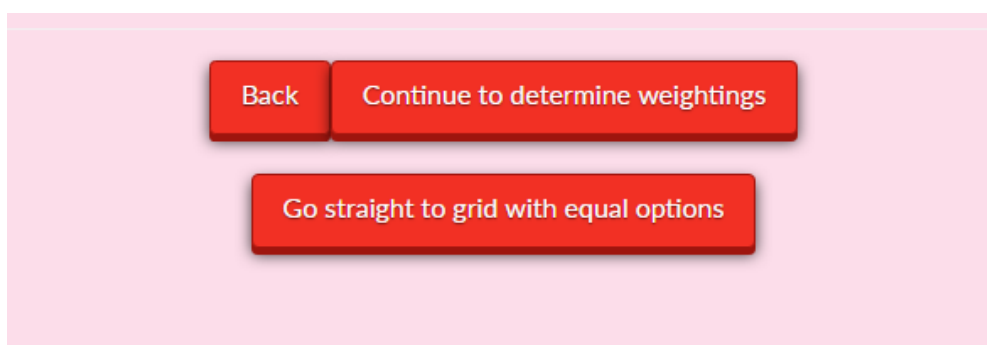 Back Continue to determine weightings
Go straight to grid with equal options